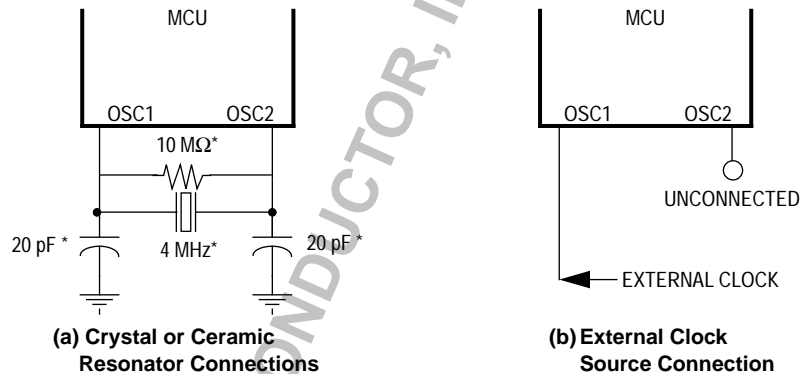 MCU
OSC1 OSC2
10 MΩ*
20 pF *
4 MHz*
20 pF *
(a) Crystal or Ceramic
Resonator Connections
MCU
OSC1 OSC2
UNCONNECTED
EXTERNAL CLOCK
(b) External Clock
Source Connection
ONDUCTOR,